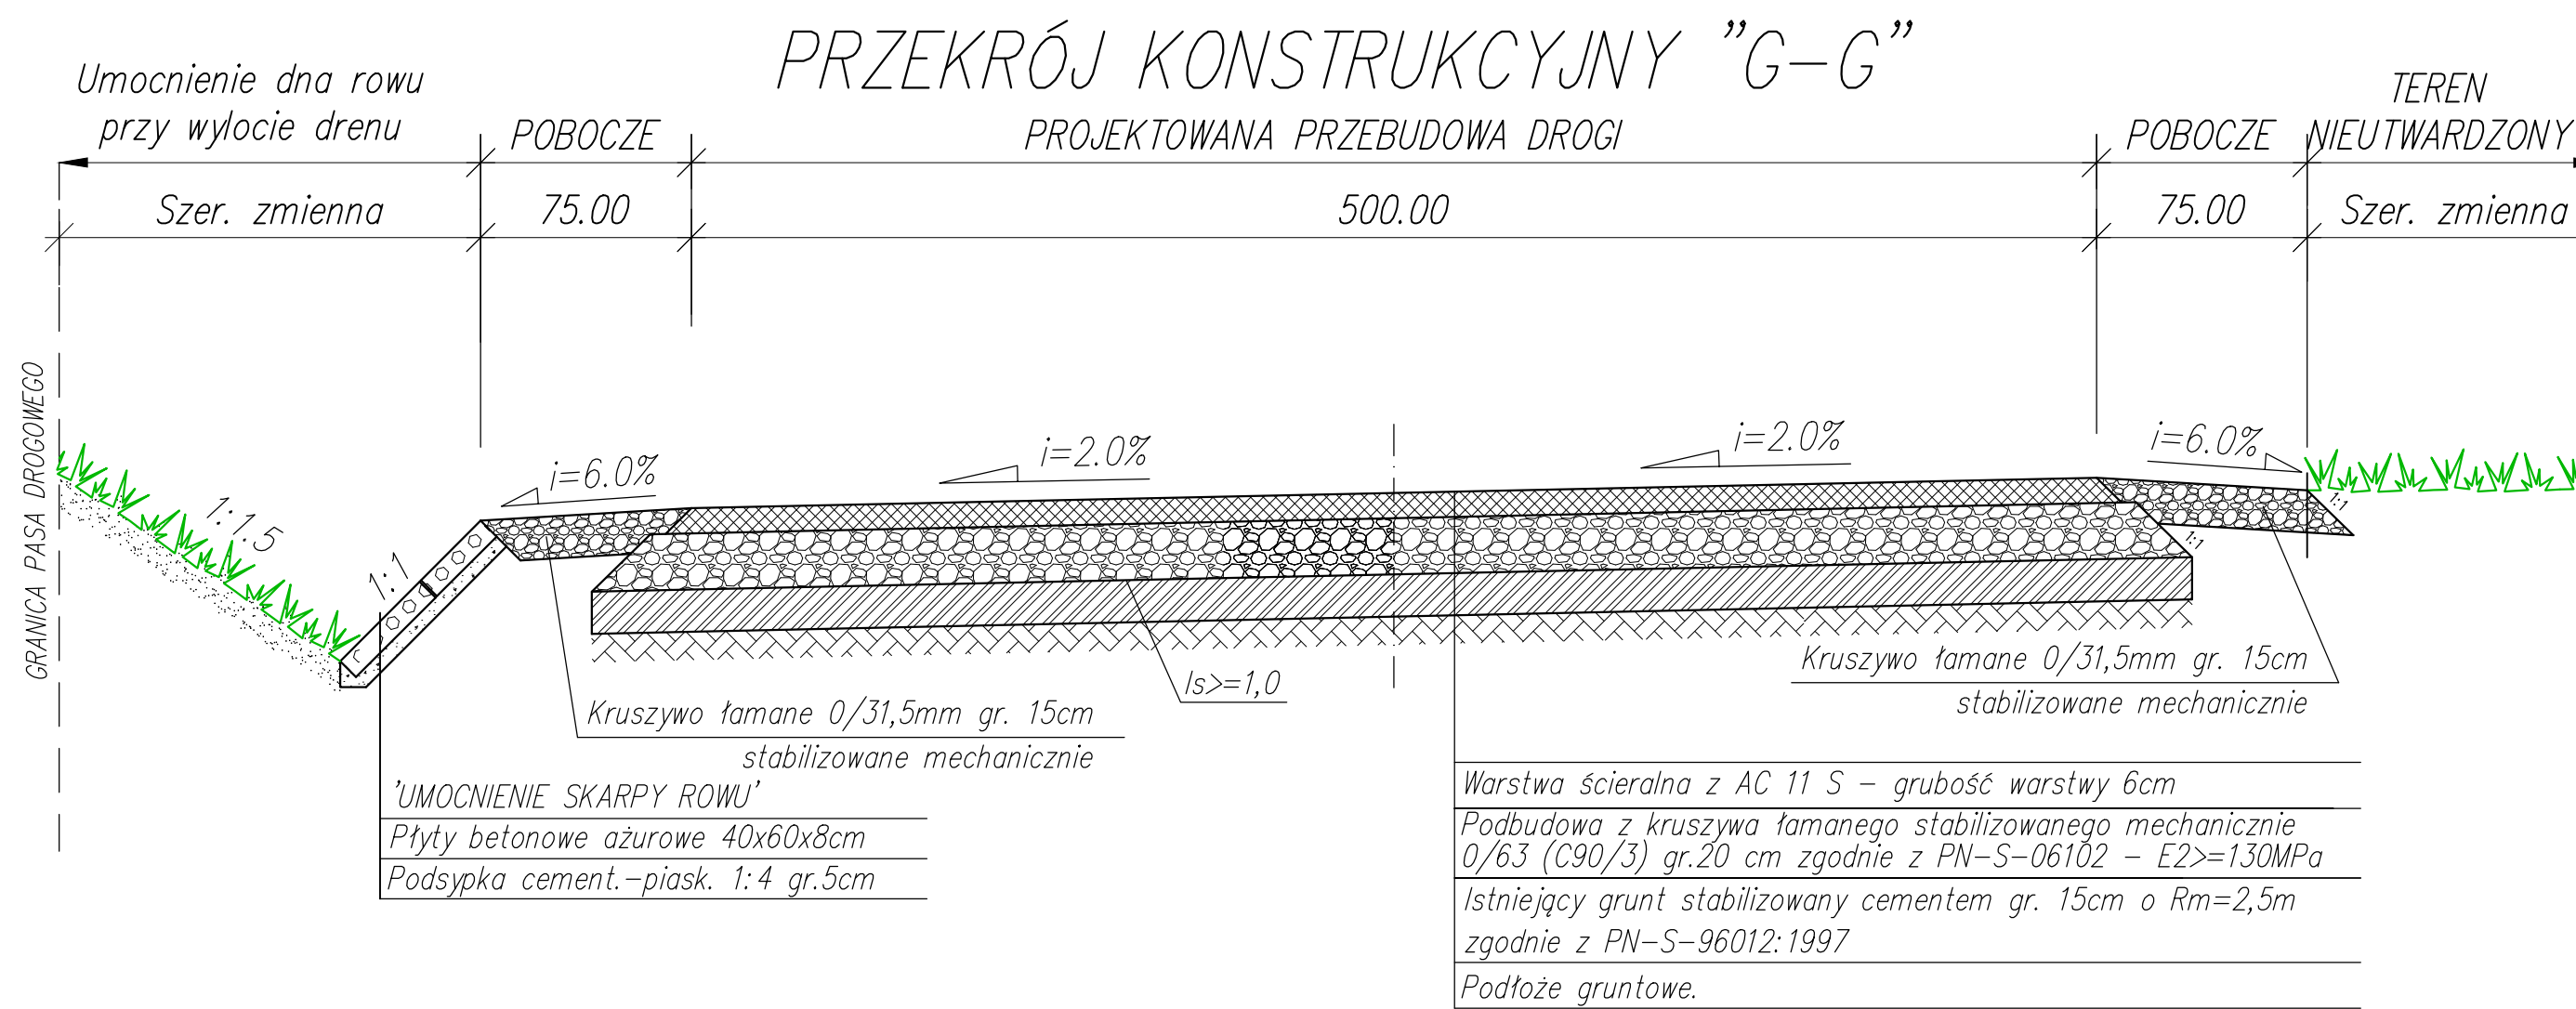 PRZEKRÓJ KONSTRUKCYJNY "G-G"
Umocnienie dna rowu
przy wylocie drenu
POBOCZE
PROJEKTOWANA PRZEBUDOWA DROGI
POBOCZE
TEREN
NIEUTWARDZONY
Szer. zmienna
75.00
500.00
75.00
Szer. zmienna
GRANICA PASA DROGOWEGO
1:1.5
1:1
i=6.0%
i=2.0%
i=2.0%
i=6.0%
1:1
1:1
Kruszywo łamane 0/31,5mm gr. 15cm
stabilizowane mechanicznie
Is>=1,0
Kruszywo łamane 0/31,5mm gr. 15cm
stabilizowane mechanicznie
'UMOCNIENIE SKARPY ROWU'
Płyty betonowe ażurowe 40x60x8cm
Podsypka cement.-piask. 1:4 gr.5cm
Warstwa ścieralna z AC 11 S - grubość warstwy 6cm
Podbudowa z kruszywa łamanego stabilizowanego mechanicznie
0/63 (C90/3) gr.20 cm zgodnie z PN-S-06102 - E2>=130MPa
Istniejący grunt stabilizowany cementem gr. 15cm o Rm=2,5m
zgodnie z PN-S-96012:1997
Podłoże gruntowe.